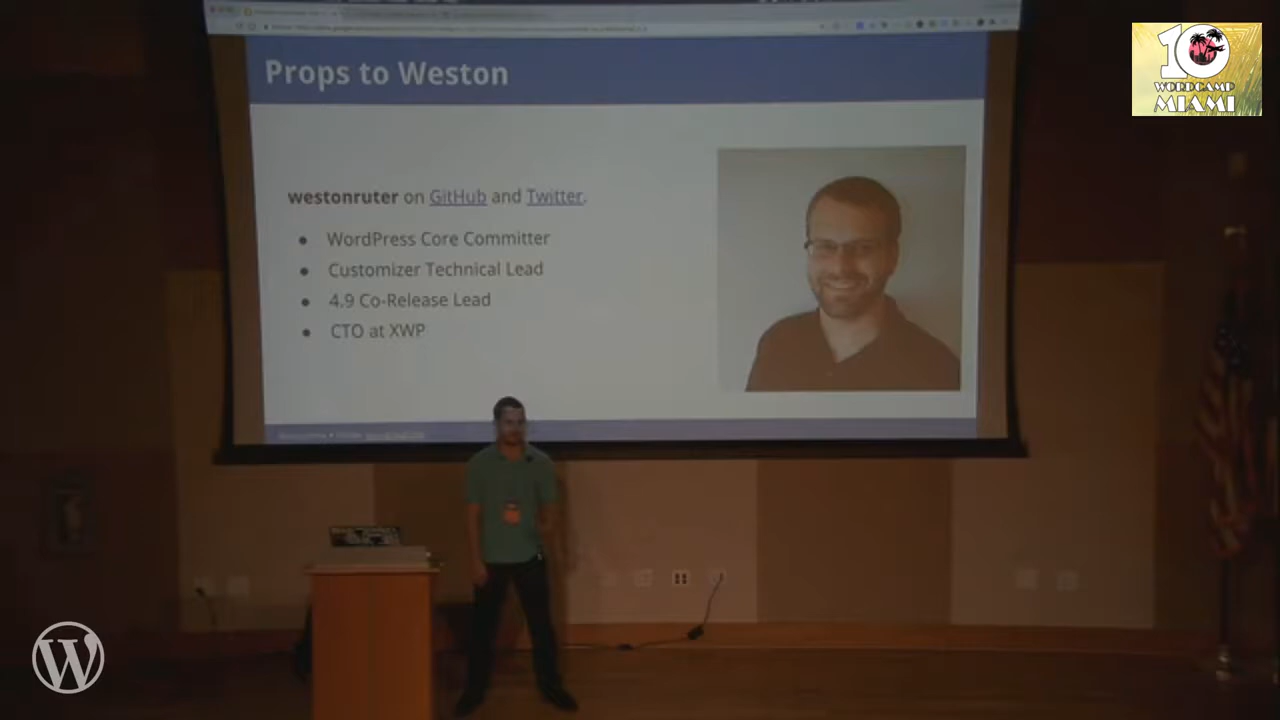 Props to Weston
westonruter on GitHub and Twitter.
WordPress Core Committer
Customizer Technical Lead
4.9 Co-Release Lead
CTO at XWP
10
WORDCAMP
MIAMI
W